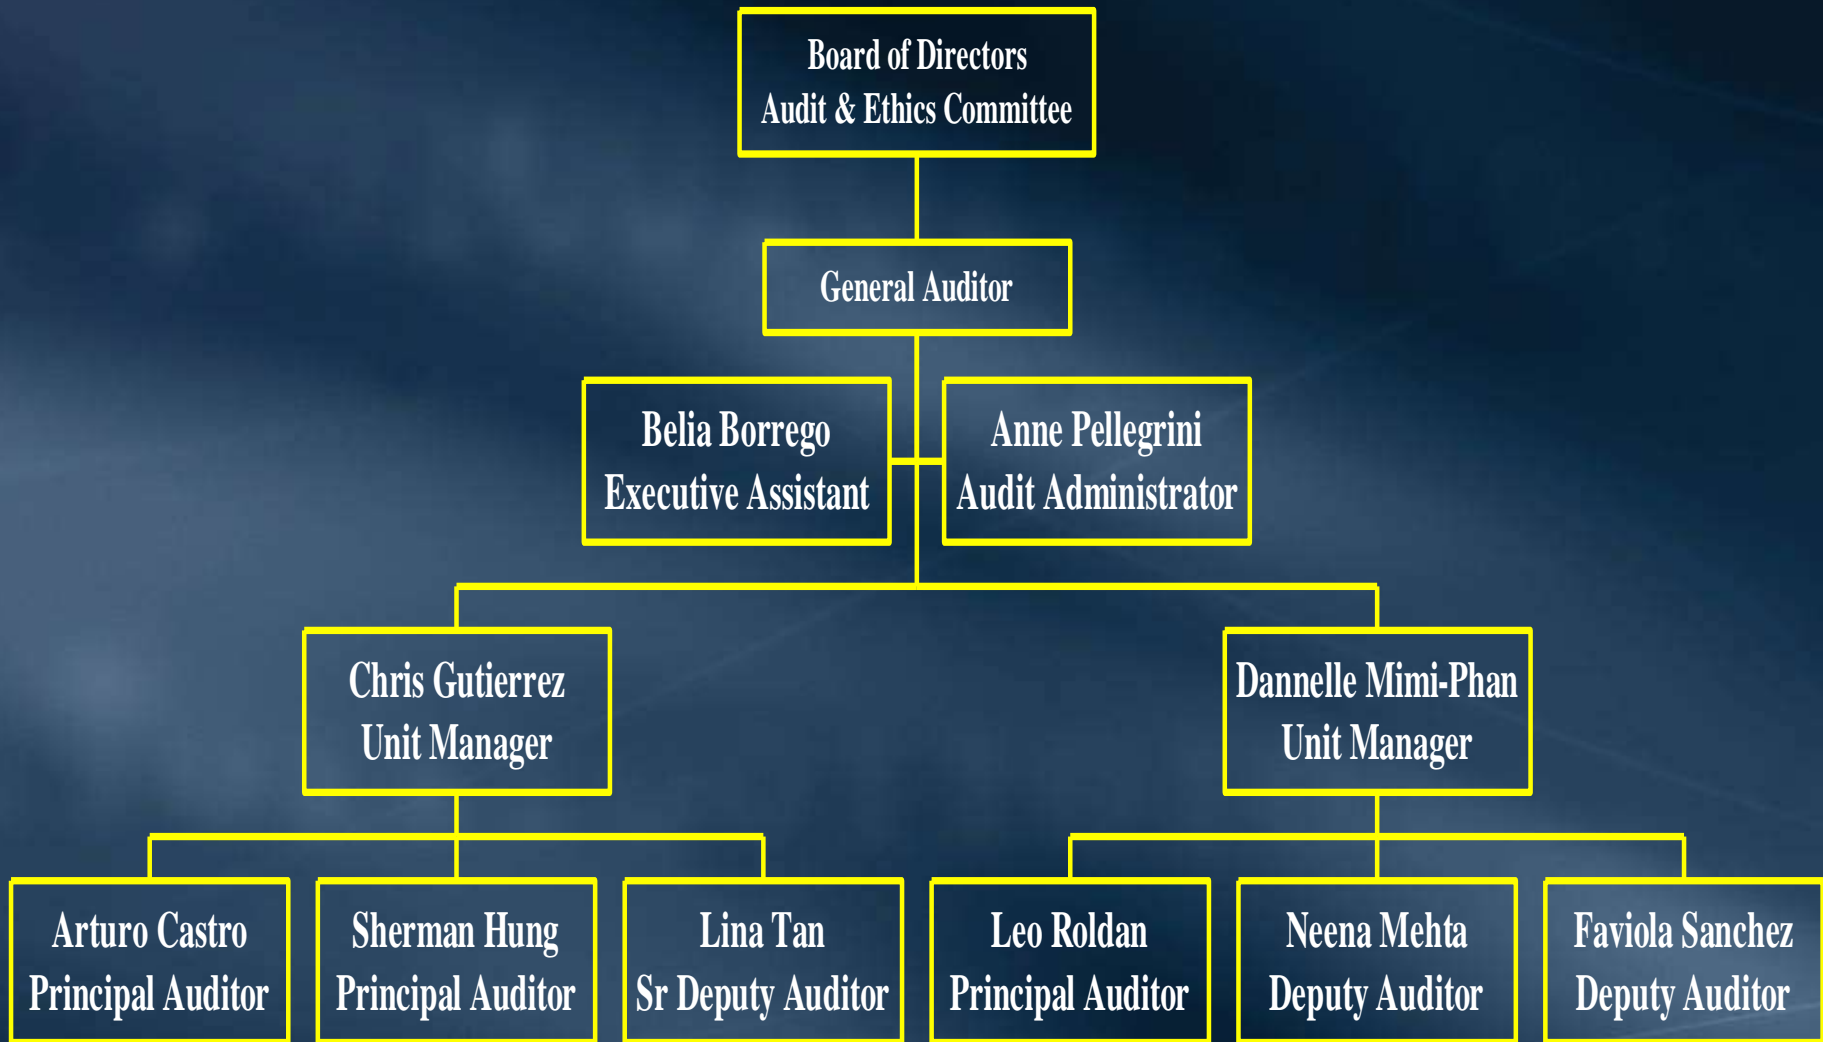 Board of Directors
Audit & Ethics Committee
General Auditor
Belia Borrego
Executive Assistant
Anne Pellegrini
Audit Administrator
Chris Gutierrez
Unit Manager
Dannelle Mimi-Phan
Unit Manager
Arturo Castro
Principal Auditor
Sherman Hung
Principal Auditor
Lina Tan
Sr Deputy Auditor
Leo Roldan
Principal Auditor
Neena Mehta
Deputy Auditor
Faviola Sanchez
Deputy Auditor